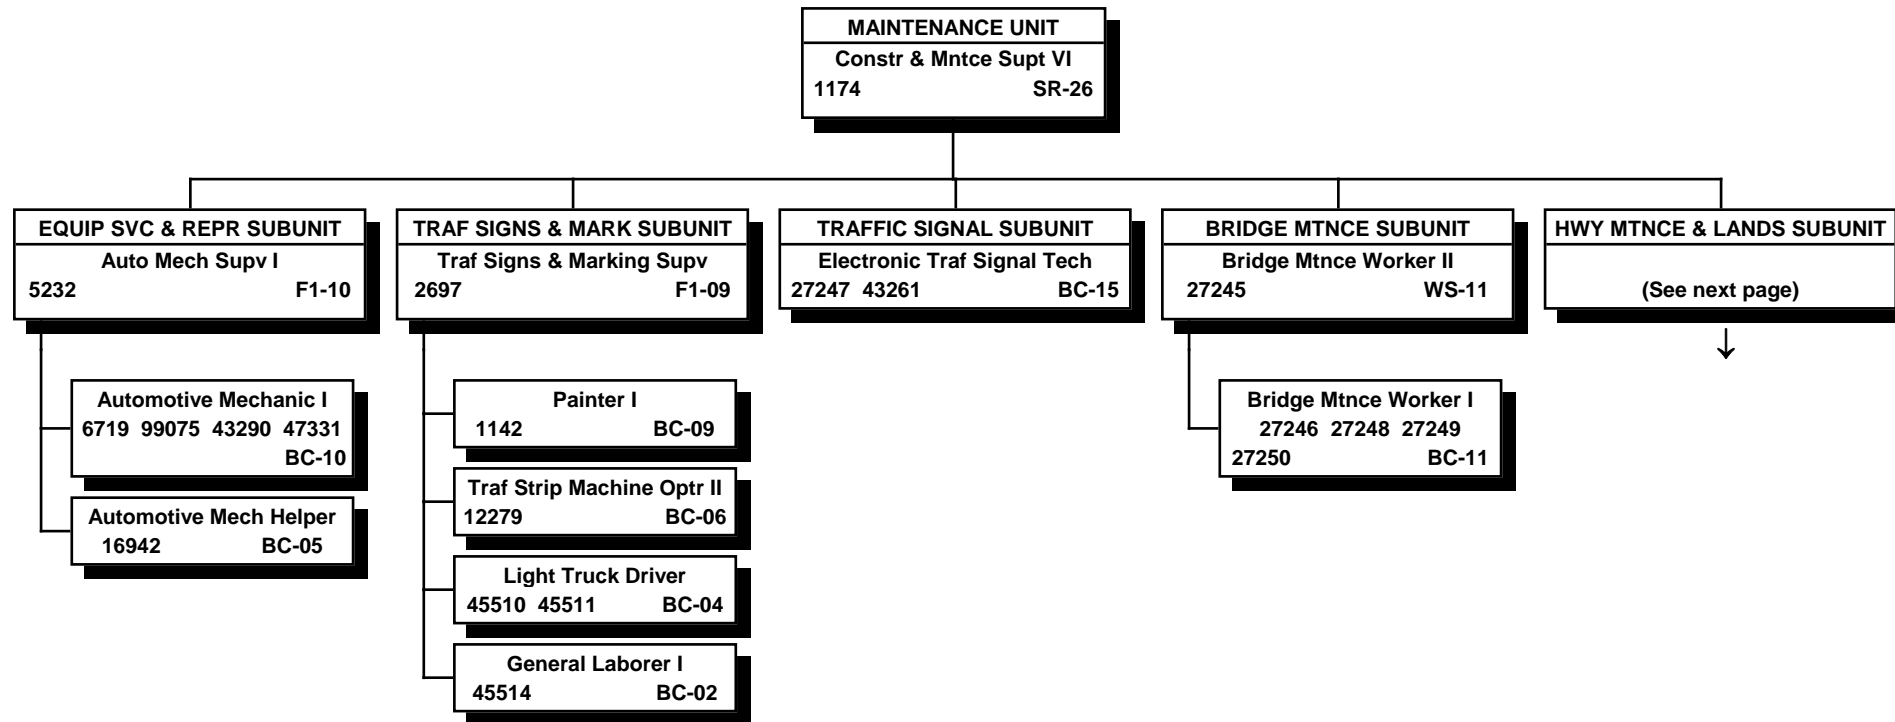 MAINTENANCE UNIT
Constr & Mntce Supt VI
1174 SR-26
EQUIP SVC & REPR SUBUNIT
Auto Mech Supv I
5232 F1-10
Automotive Mechanic I
6719 99075 43290 47331
BC-10
Automotive Mech Helper
16942 BC-05
TRAF SIGNS & MARK SUBUNIT
Traf Signs & Marking Supv
2697 F1-09
Painter I
1142 BC-09
Traf Strip Machine Optr II
12279 BC-06
Light Truck Driver
45510 45511 BC-04
General Laborer I
45514 BC-02
TRAFFIC SIGNAL SUBUNIT
Electronic Traf Signal Tech
27247 43261 BC-15
BRIDGE MTNCE SUBUNIT
Bridge Mtnce Worker II
27245 WS-11
Bridge Mtnce Worker I
27246 27248 27249
27250 BC-11
HWY MTNCE & LANDS SUBUNIT
(See next page)